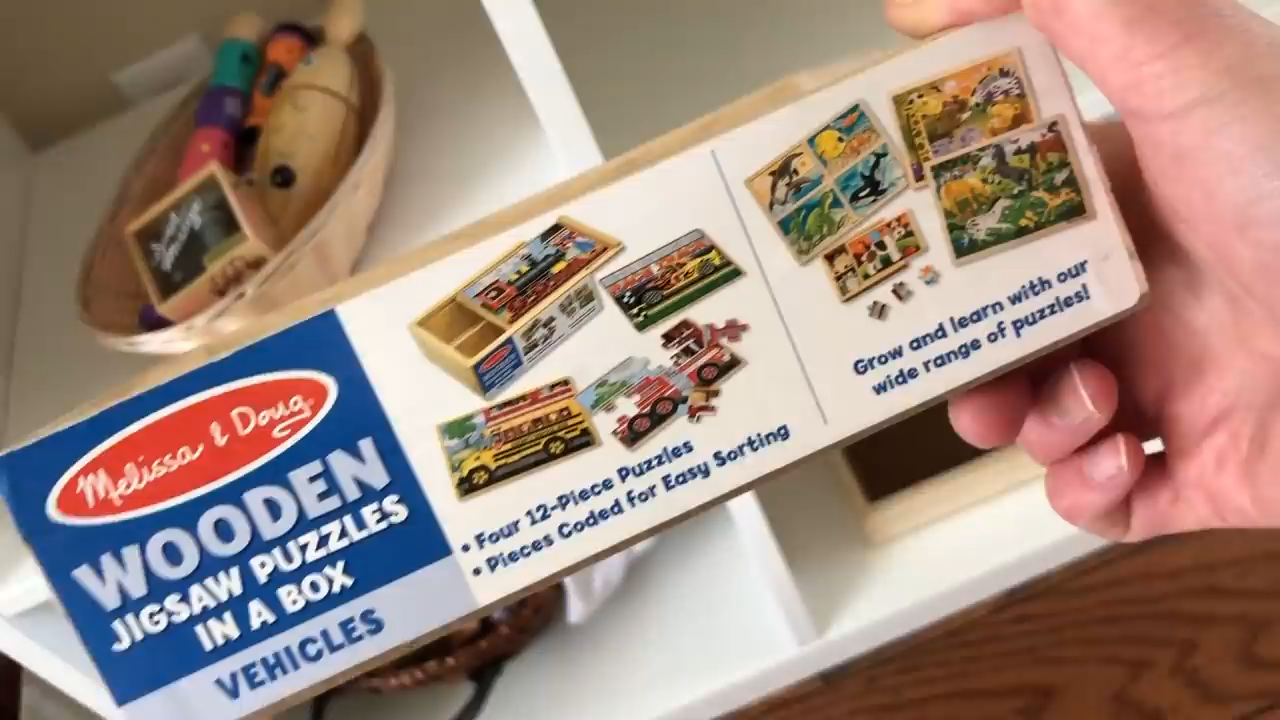 Melissa & Doug
WOODEN
JIGSAW PUZZLES
IN A BOX
VEHICLES
• Four 12-Piece Puzzles
• Pieces Coded for Easy Sorting
Grow and learn with our
wide range of puzzles!